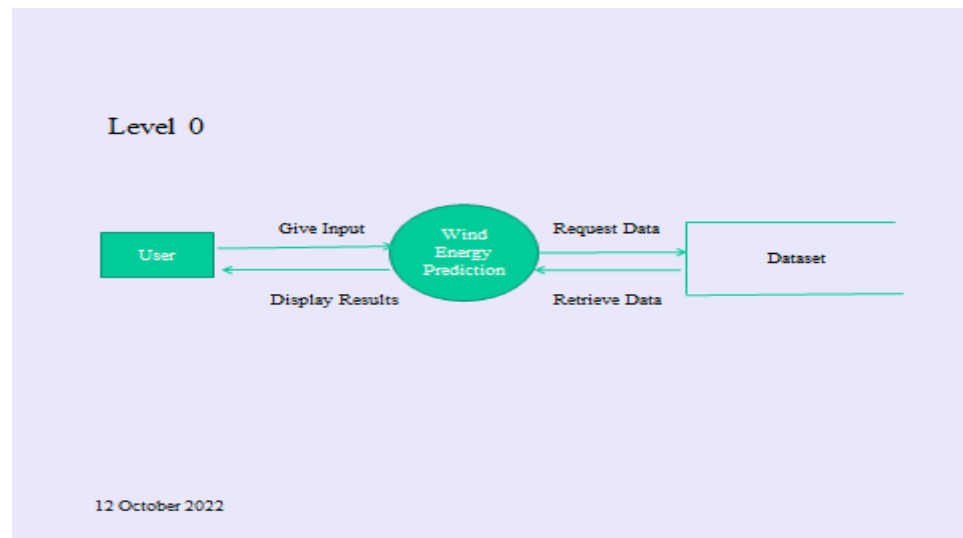 Level 0
Give Input
Request Data
User
Wind
Energy
Prediction
Dataset
Display Results
Retrieve Data
12 October 2022